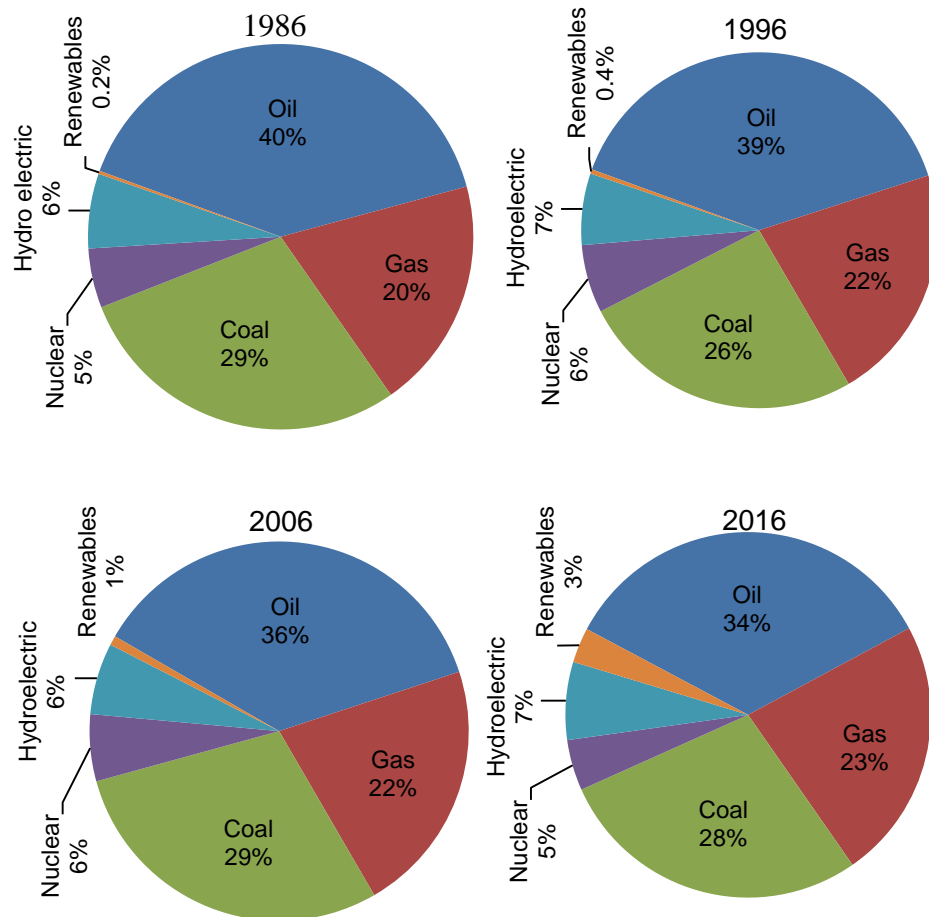 1986
Renewables
0.2%
Oil
40%
Hydro electric
6%
Gas
20%
Coal
29%
Nuclear
5%
1996
Renewables
0.4%
Oil
39%
Hydroelectric
7%
Gas
22%
Coal
26%
Nuclear
6%
2006
Renewables
1%
Oil
36%
Hydroelectric
6%
Gas
22%
Coal
29%
Nuclear
6%
2016
Renewables
3%
Oil
34%
Hydroelectric
7%
Gas
23%
Coal
28%
Nuclear
5%